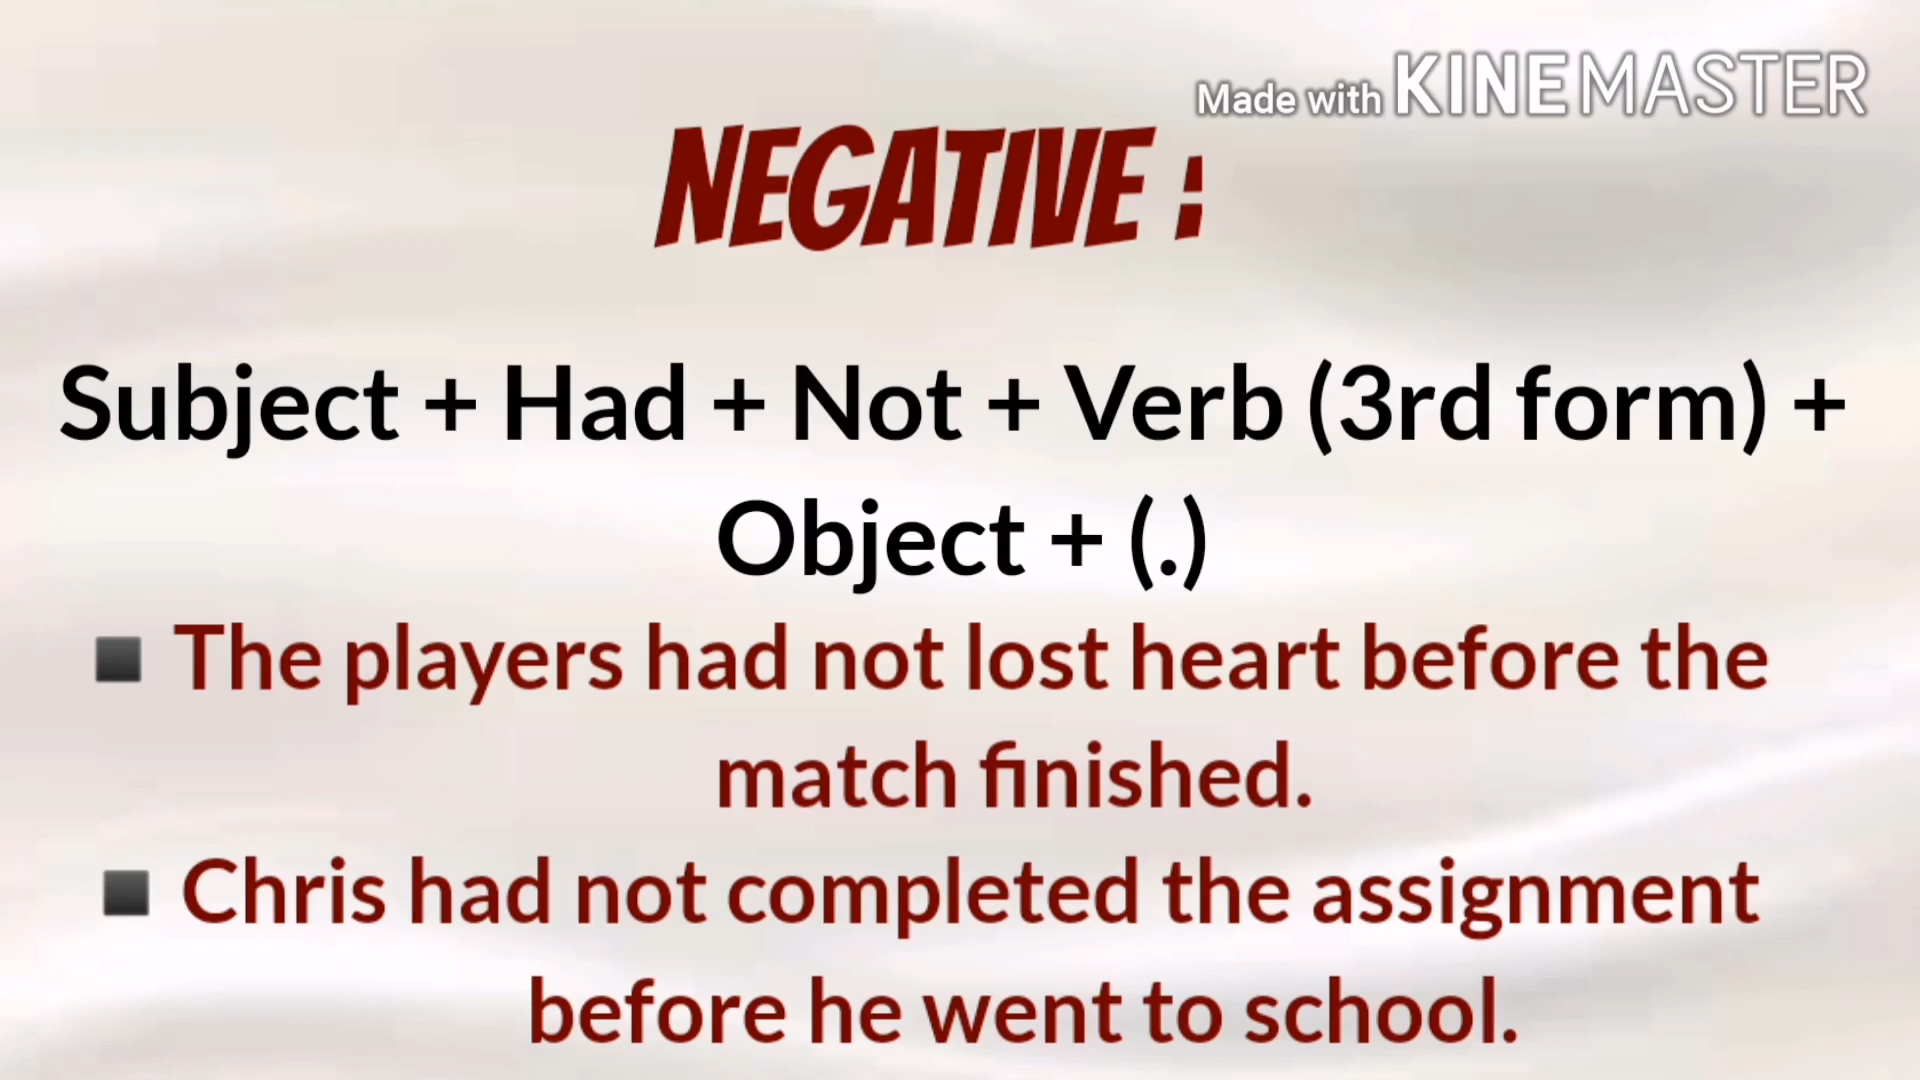 Made with KINEMASTER
NEGATIVE :
Subject + Had + Not + Verb (3rd form) +
Object + (.)
▪ The players had not lost heart before the
match finished.
▪ Chris had not completed the assignment
before he went to school.